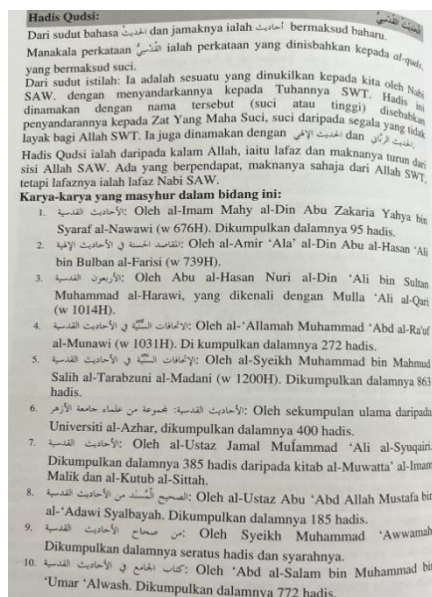 الحديث القدسي
Hadis Qudsi:
Dari sudut bahasa الحديث dan jamaknya ialah أحاديث bermaksud baharu.
Manakala perkataan القُدْسِيُّ ialah perkataan yang dinisbahkan kepada al-quds,
yang bermaksud suci.
Dari sudut istilah: Ia adalah sesuatu yang dinukilkan kepada kita oleh Nabi
SAW. dengan menyandarkannya kepada Tuhannya SWT. Hadis ini
dinamakan dengan nama tersebut (suci atau tinggi) disebabkan
penyandarannya kepada Zat Yang Maha Suci, suci daripada segala yang tidak
layak bagi Allah SWT. Ia juga dinamakan dengan الحديث الإلهي dan الحديث الرباني.
Hadis Qudsi ialah daripada kalam Allah, iaitu lafaz dan maknanya turun dari
sisi Allah SAW. Ada yang berpendapat, maknanya sahaja dari Allah SWT,
tetapi lafaznya ialah lafaz Nabi SAW.
Karya-karya yang masyhur dalam bidang ini:
1. الأحاديث القدسية: Oleh al-Imam Mahy al-Din Abu Zakaria Yahya bin
Syaraf al-Nawawi (w 676H). Dikumpulkan dalamnya 95 hadis.
2. المقاصد الحسنة في الأحاديث الإلهية: Oleh al-Amir ‘Ala’ al-Din Abu al-Hasan ‘Ali
bin Bulban al-Farisi (w 739H).
3. الأربعون القدسية: Oleh Abu al-Hasan Nuri al-Din ‘Ali bin Sultan
Muhammad al-Harawi, yang dikenali dengan Mulla ‘Ali al-Qari
(w 1014H).
4. الاتحافات السَّنِيَّة في الأحاديث القدسية: Oleh al-‘Allamah Muhammad ‘Abd al-Ra'uf
al-Munawi (w 1031H). Di kumpulkan dalamnya 272 hadis.
5. الإتحافات السَّنِيَّة في الأحاديث القدسية: Oleh al-Syeikh Muhammad bin Mahmud
Salih al-Tarabzuni al-Madani (w 1200H). Dikumpulkan dalamnya 863
hadis.
6. الأحاديث القدسية: مجموعة من علماء جامعة الأزهر: Oleh sekumpulan ulama daripada
Universiti al-Azhar, dikumpulkan dalamnya 400 hadis.
7. الأحاديث القدسية: Oleh al-Ustaz Jamal Mufammad ‘Ali al-Syuqairi.
Dikumpulkan dalamnya 385 hadis daripada kitab al-Muwatta’ al-Imam
Malik dan al-Kutub al-Sittah.
8. الصحيح المُسْنَد من الأحاديث القدسية: Oleh al-Ustaz Abu ‘Abd Allah Mustafa bin
al-‘Adawi Syalbayah. Dikumpulkan dalamnya 185 hadis.
9. من صحاح الأحاديث القدسية: Oleh Syeikh Muhammad ‘Awwamah
Dikumpulkan dalamnya seratus hadis dan syarahnya.
10. كتاب الجامع في الأحاديث القدسية: Oleh ‘Abd al-Salam bin Muhammad bin
‘Umar ‘Alwash. Dikumpulkan dalamnya 772 hadis.